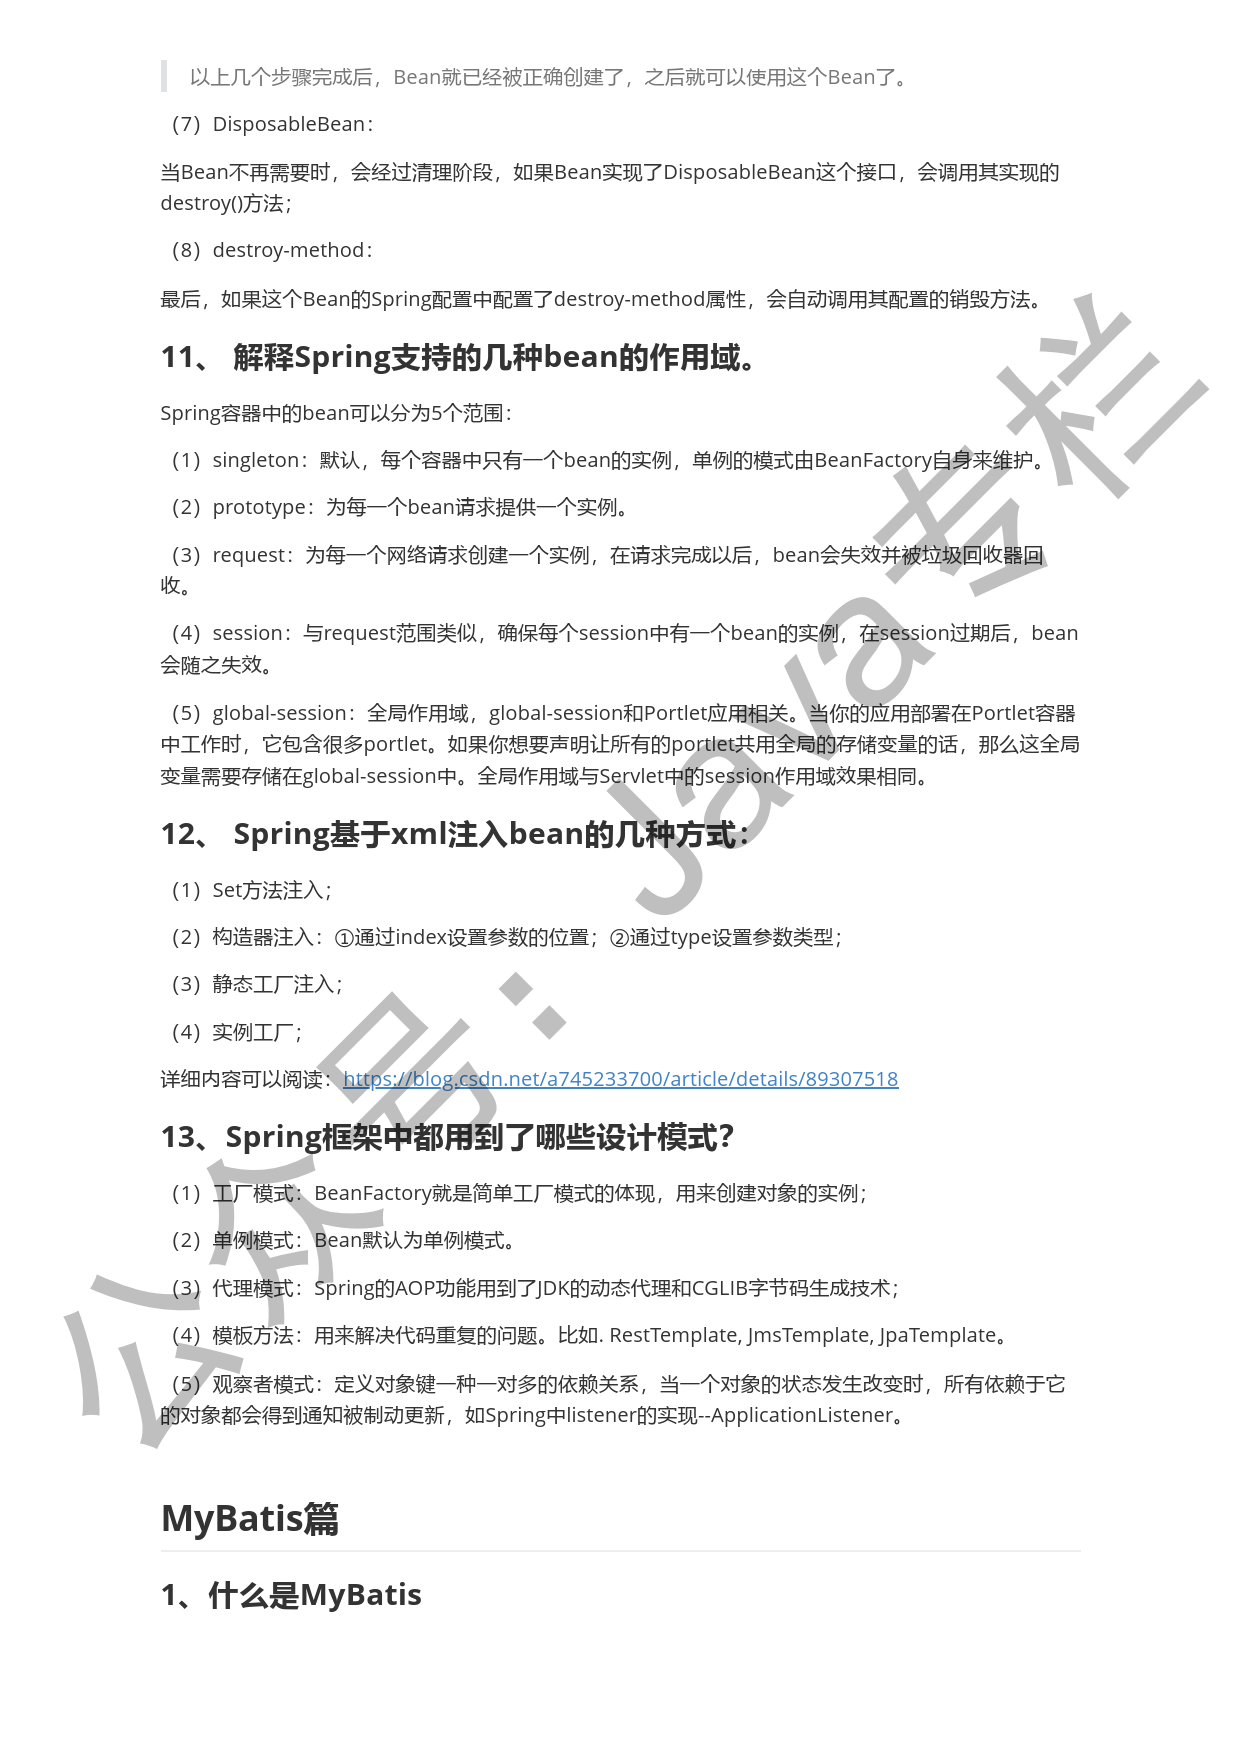 以上几个步骤完成后，Bean就已经被正确创建了，之后就可以使用这个Bean了。
（7）DisposableBean：
当Bean不再需要时，会经过清理阶段，如果Bean实现了DisposableBean这个接口，会调用其实现的
destroy()方法；
（8）destroy-method：
最后，如果这个Bean的Spring配置中配置了destroy-method属性，会自动调用其配置的销毁方法。
11、 解释Spring支持的几种bean的作用域。
Spring容器中的bean可以分为5个范围：
（1）singleton：默认，每个容器中只有一个bean的实例，单例的模式由BeanFactory自身来维护。
（2）prototype：为每一个bean请求提供一个实例。
（3）request：为每一个网络请求创建一个实例，在请求完成以后，bean会失效并被垃圾回收器回
收。
（4）session：与request范围类似，确保每个session中有一个bean的实例，在session过期后，bean
会随之失效。
（5）global-session：全局作用域，global-session和Portlet应用相关。当你的应用部署在Portlet容器
中工作时，它包含很多portlet。如果你想要声明让所有的portlet共用全局的存储变量的话，那么这全局
变量需要存储在global-session中。全局作用域与Servlet中的session作用域效果相同。
12、 Spring基于xml注入bean的几种方式：
（1）Set方法注入；
（2）构造器注入：①通过index设置参数的位置；②通过type设置参数类型；
（3）静态工厂注入；
（4）实例工厂；
详细内容可以阅读：https://blog.csdn.net/a745233700/article/details/89307518
13、Spring框架中都用到了哪些设计模式？
（1）工厂模式：BeanFactory就是简单工厂模式的体现，用来创建对象的实例；
（2）单例模式：Bean默认为单例模式。
（3）代理模式：Spring的AOP功能用到了JDK的动态代理和CGLIB字节码生成技术；
（4）模板方法：用来解决代码重复的问题。比如. RestTemplate, JmsTemplate, JpaTemplate。
（5）观察者模式：定义对象键一种一对多的依赖关系，当一个对象的状态发生改变时，所有依赖于它
的对象都会得到通知被制动更新，如Spring中listener的实现--ApplicationListener。
MyBatis篇
1、什么是MyBatis
公众号：Java专栏